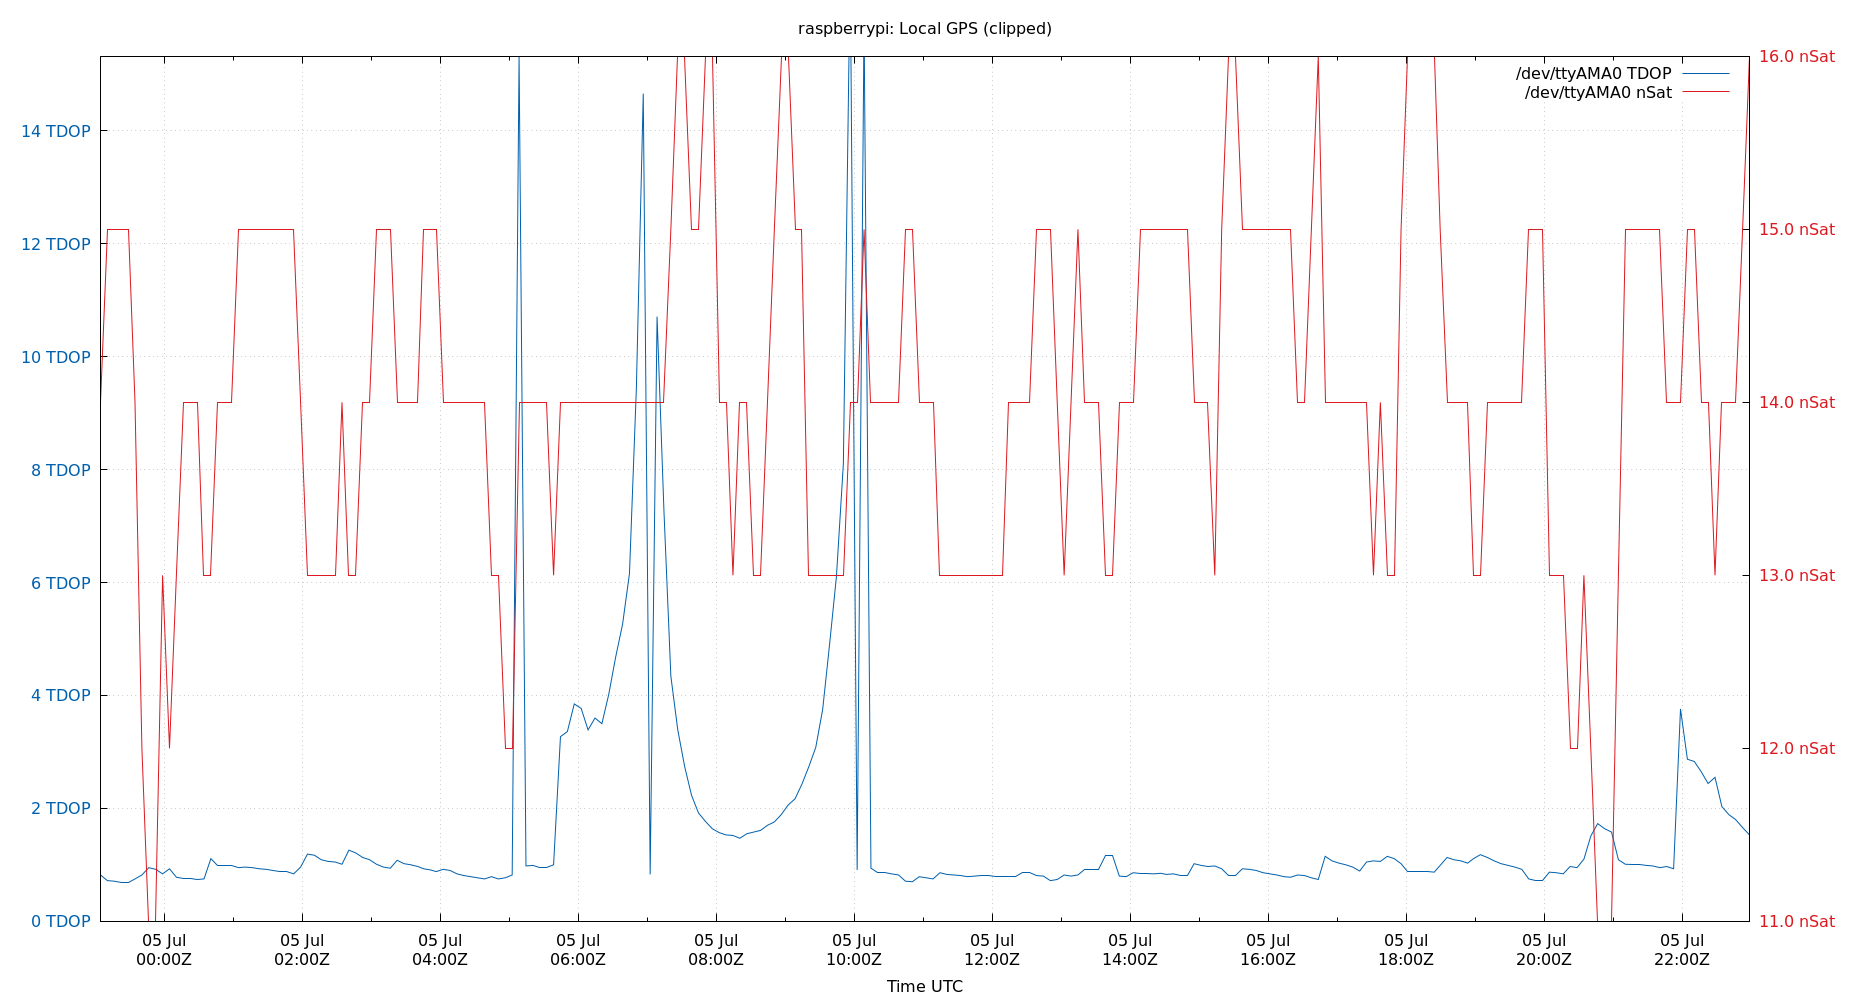 raspberrypi: Local GPS (clipped)
/dev/ttyAMA0 TDOP
/dev/ttyAMA0 nSat
14 TDOP
12 TDOP
10 TDOP
8 TDOP
6 TDOP
4 TDOP
2 TDOP
0 TDOP
16.0 nSat
15.0 nSat
14.0 nSat
13.0 nSat
12.0 nSat
11.0 nSat
05 Jul
00:00Z
05 Jul
02:00Z
05 Jul
04:00Z
05 Jul
06:00Z
05 Jul
08:00Z
05 Jul
10:00Z
05 Jul
12:00Z
05 Jul
14:00Z
05 Jul
16:00Z
05 Jul
18:00Z
05 Jul
20:00Z
05 Jul
22:00Z
Time UTC